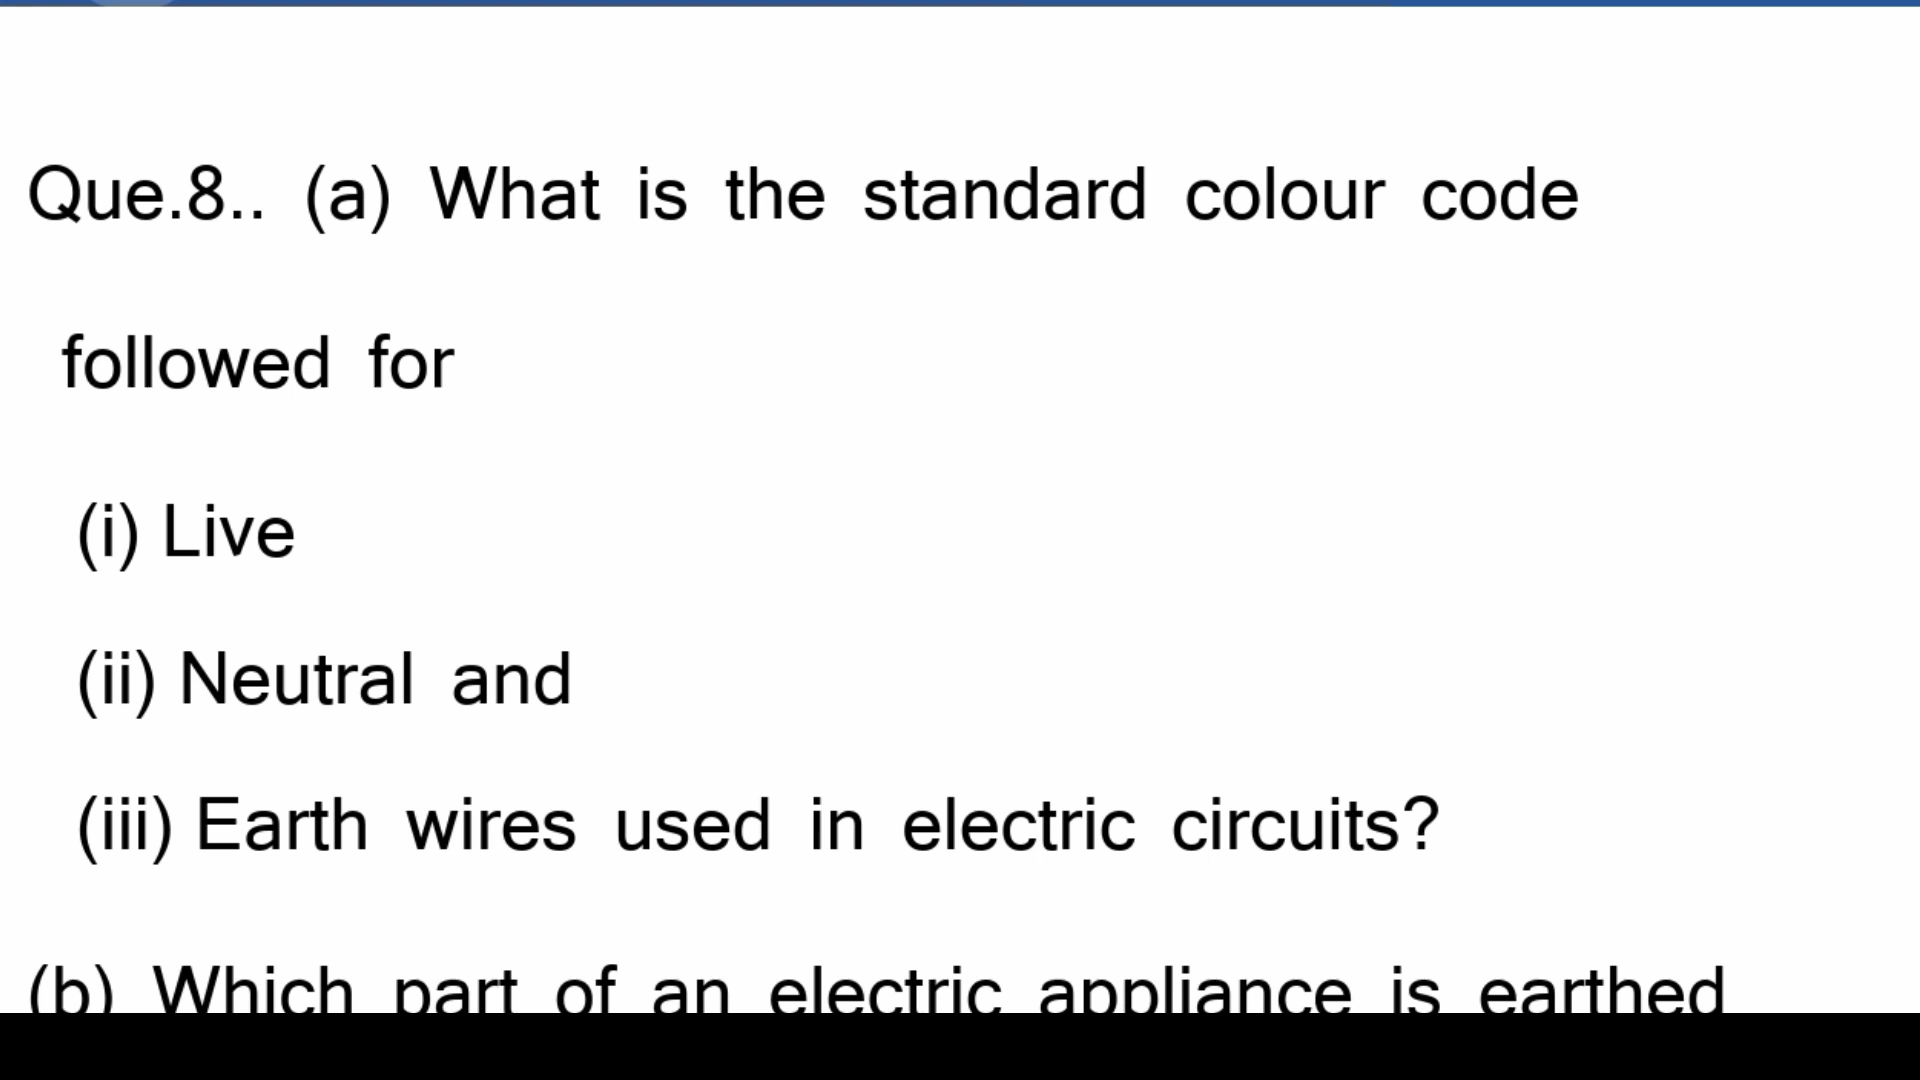 Que.8.. (a) What is the standard colour code
followed for
(i) Live
(ii) Neutral and
(iii) Earth wires used in electric circuits?
(b) Which part of an electric appliance is earthed